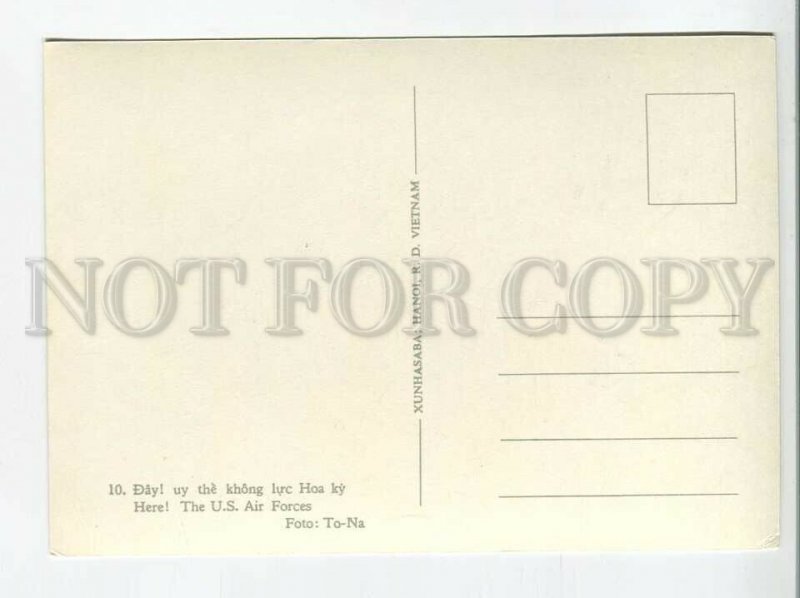 NOT FOR COPY
XUNHASABA; HANOI, R. D. VIETNAM
10. Đây! uy thề không lực Hoa kỳ
Here! The U.S. Air Forces
Foto: To-Na